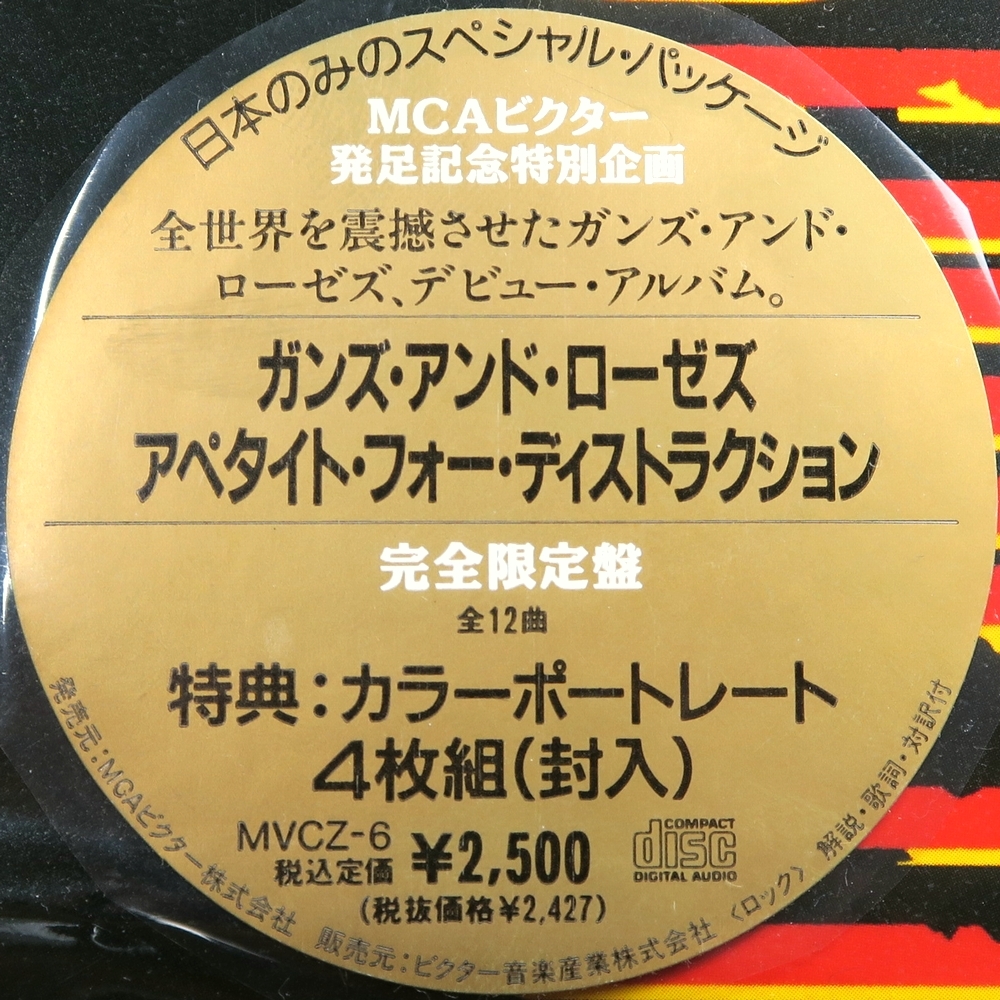 日本のみのスペシャル・パッケージ
MCAビクター
発足記念特別企画
全世界を震撼させたガンズ・アンド・
ローゼズ、デビュー・アルバム。
ガンズ・アンド・ローゼズ
アペタイト・フォー・ディストラクション
完全限定盤
全12曲
特典：カラーポートレート
4枚組(封入)
MVCZ-6
税込定価 ¥2,500
(税抜価格¥2,427)
COMPACT
disc
DIGITAL AUDIO
発売元：MCAビクター株式会社 販売元：ビクター音楽産業株式会社 〈ロック〉 解説・歌詞・対訳付